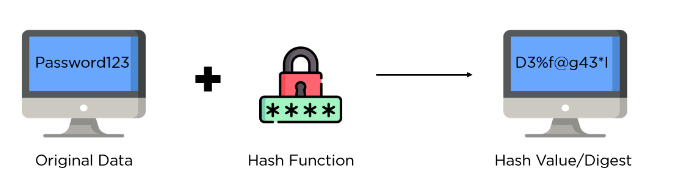 Password123
D3%f@g43*l
****
Original Data
Hash Function
Hash Value/Digest